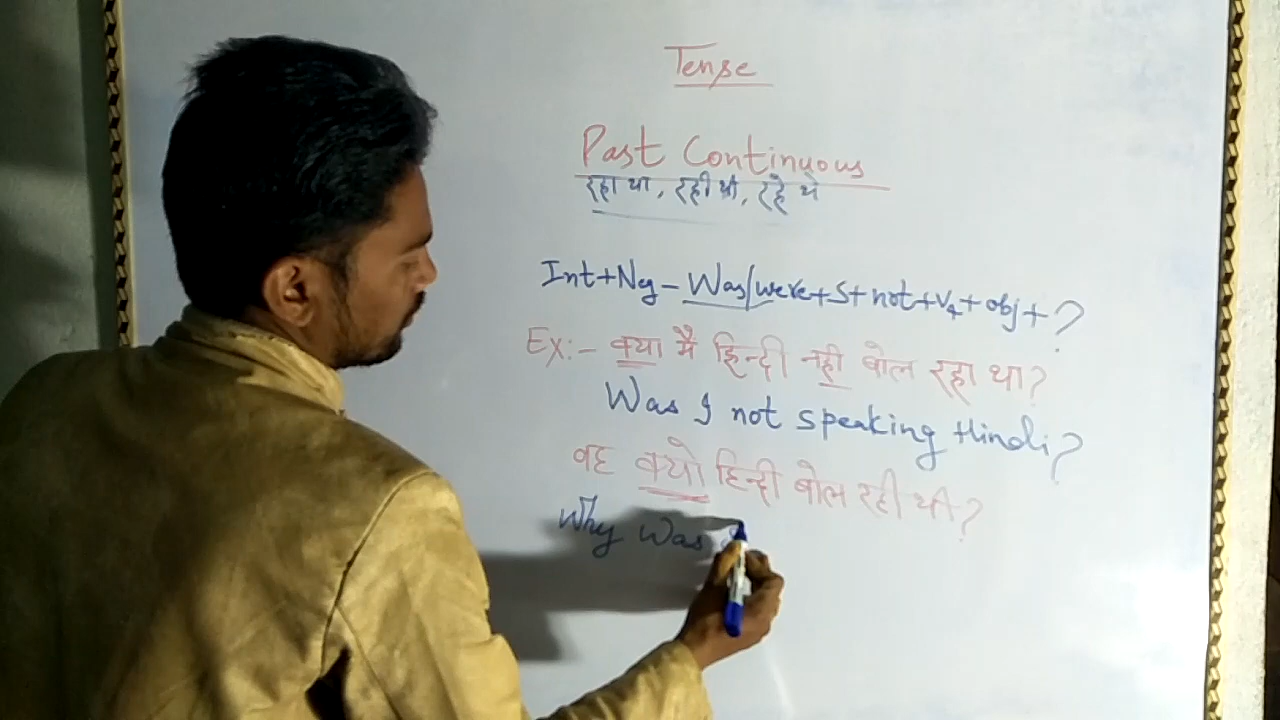 Tense
Past Continuous
रहा था, रही थी, रहे थे
Int+Neg - Was/were+S+not+V4+obj+?
Ex:- क्या मैं हिन्दी नही बोल रहा था?
Was I not speaking Hindi?
वह क्यो हिन्दी बोल रही थी?
Why Was